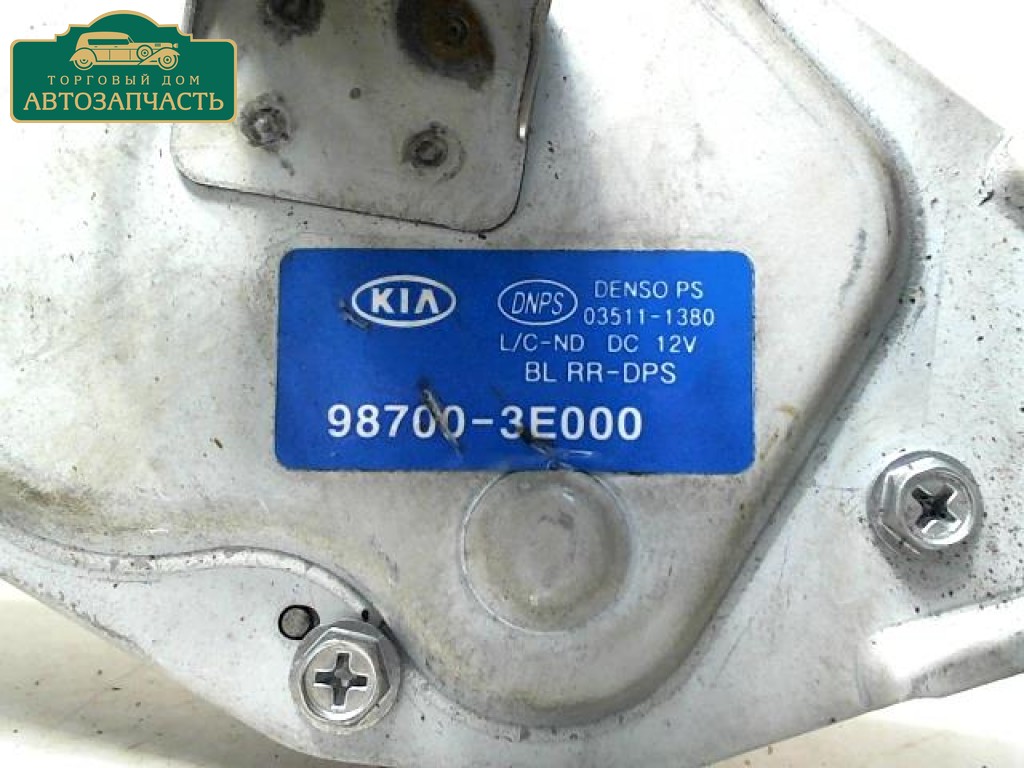 ТОРГОВЫЙ ДОМ
АВТОЗАПЧАСТЬ
KIA
DNPS DENSO PS
03511-1380
L/C-ND DC 12V
BL RR-DPS
98700-3E000